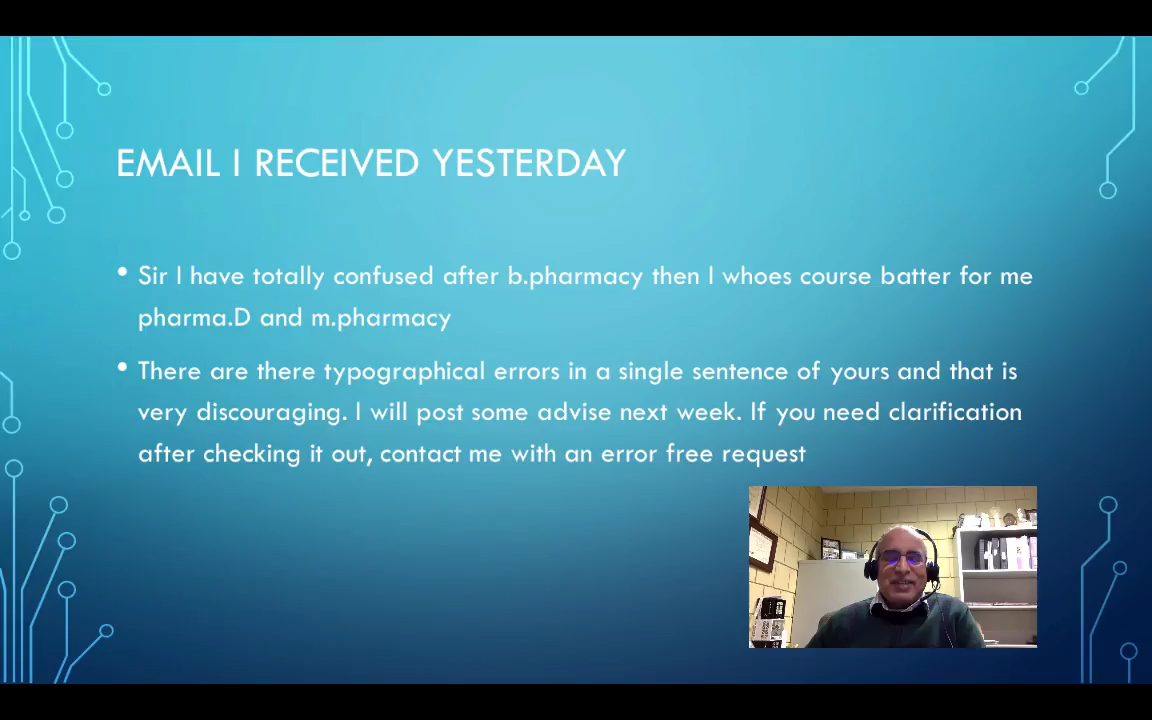 EMAIL I RECEIVED YESTERDAY
• Sir I have totally confused after b.pharmacy then I whoes course batter for me
pharma.D and m.pharmacy
• There are there typographical errors in a single sentence of yours and that is
very discouraging. I will post some advise next week. If you need clarification
after checking it out, contact me with an error free request